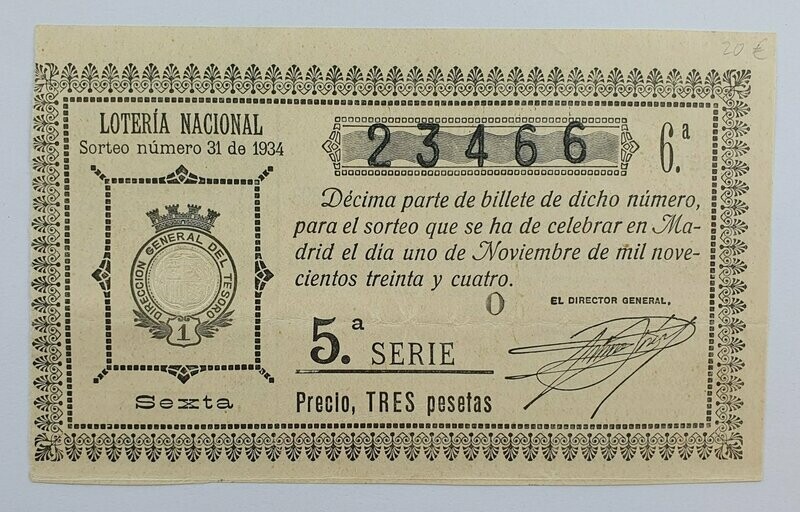 20 €
LOTERÍA NACIONAL
Sorteo número 31 de 1934
23466
6.ª
Décima parte de billete de dicho número,
para el sorteo que se ha de celebrar en Ma-
drid el día uno de Noviembre de mil nove-
cientos treinta y cuatro.
O
EL DIRECTOR GENERAL,
DIRECCION GENERAL DEL TESORO
1
5.ª SERIE
Sexta
Precio, TRES pesetas